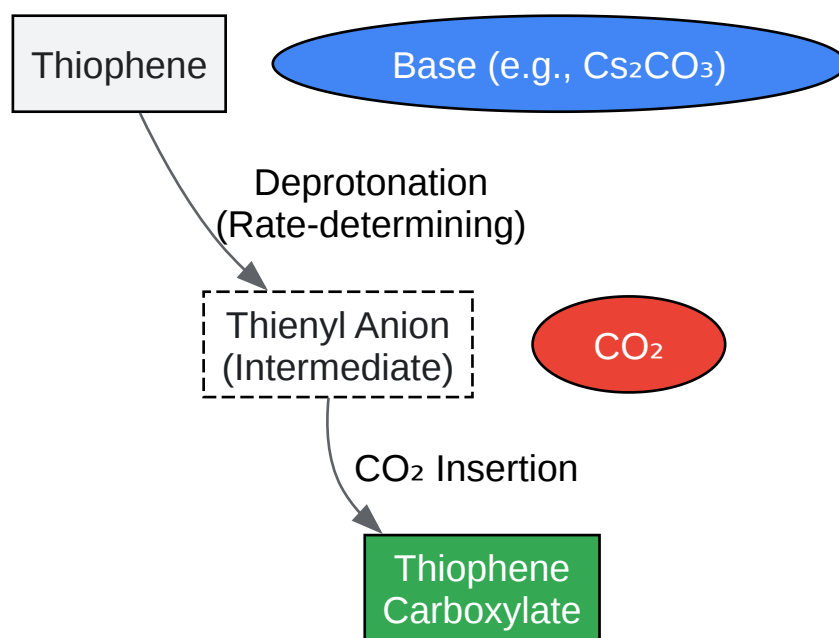 Thiophene
Base (e.g., Cs₂CO₃)
Deprotonation
(Rate-determining)
Thienyl Anion
(Intermediate)
CO₂
CO₂ Insertion
Thiophene
Carboxylate